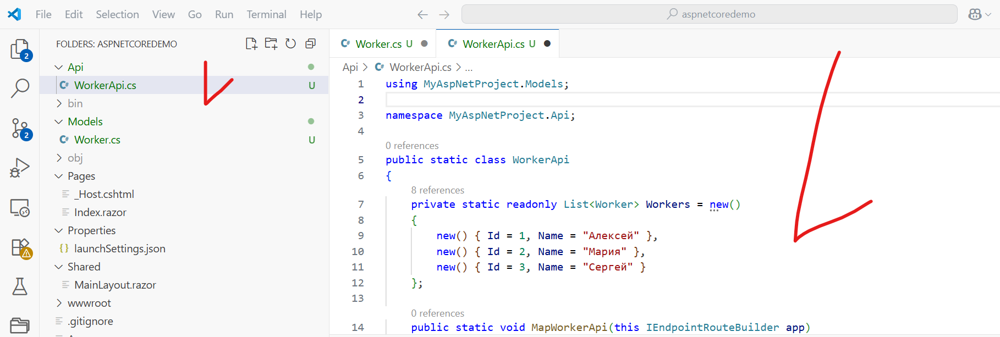 File Edit Selection View Go Run Terminal Help
aspnetcoredemo
FOLDERS: ASPNETCOREDEMO
2
2
Api
WorkerApi.cs U
bin
Models
Worker.cs U
obj
Pages
_Host.cshtml
Index.razor
Properties
{} launchSettings.json
Shared
MainLayout.razor
wwwroot
.gitignore
C# Worker.cs U C# WorkerApi.cs U
Api > C# WorkerApi.cs > ...
1 using MyAspNetProject.Models;
2
3 namespace MyAspNetProject.Api;
4
0 references
5 public static class WorkerApi
6 {
8 references
7 private static readonly List<Worker> Workers = new()
8 {
9 new() { Id = 1, Name = "Алексей" },
10 new() { Id = 2, Name = "Мария" },
11 new() { Id = 3, Name = "Сергей" }
12 };
13
0 references
14 public static void MapWorkerApi(this IEndpointRouteBuilder app)